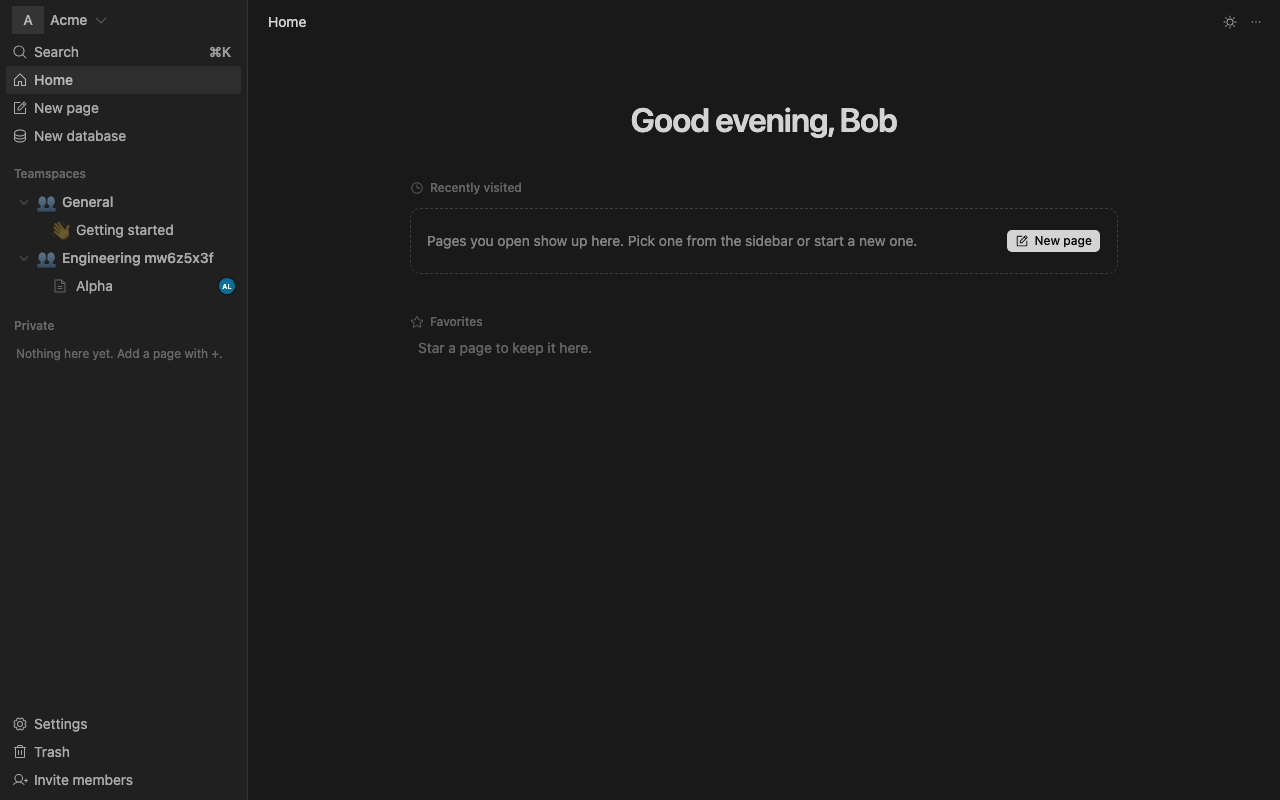 A Acme
Search ⌘K
Home
New page
New database
Teamspaces
General
Getting started
Engineering mw6z5x3f
Alpha AL
Private
Nothing here yet. Add a page with +.
Settings
Trash
Invite members
Home
Good evening, Bob
Recently visited
Pages you open show up here. Pick one from the sidebar or start a new one. New page
Favorites
Star a page to keep it here.